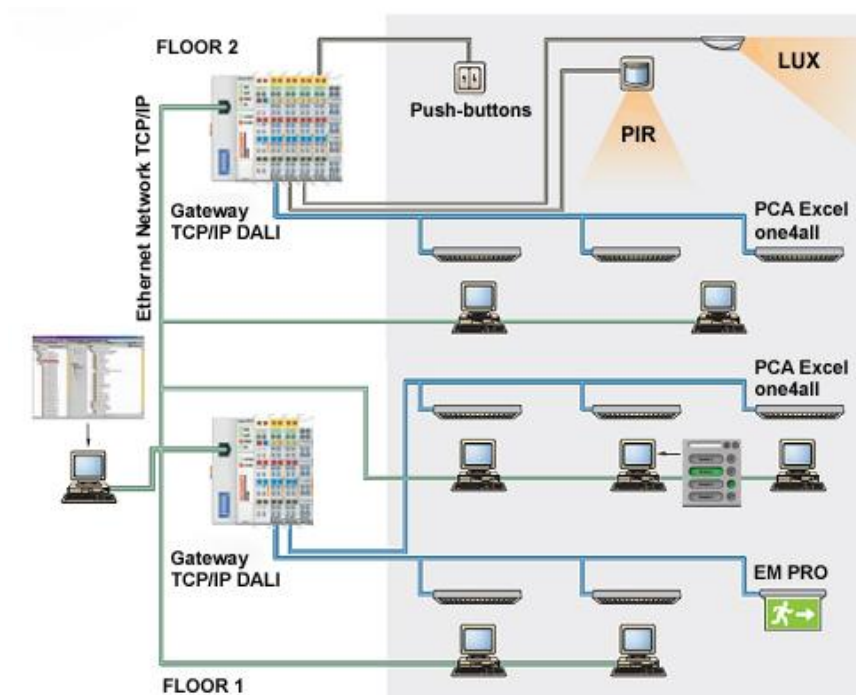 FLOOR 2
Ethernet Network TCP/IP
Push-buttons
PIR
LUX
Gateway
TCP/IP DALI
PCA Excel
one4all
PCA Excel
one4all
Gateway
TCP/IP DALI
EM PRO
FLOOR 1